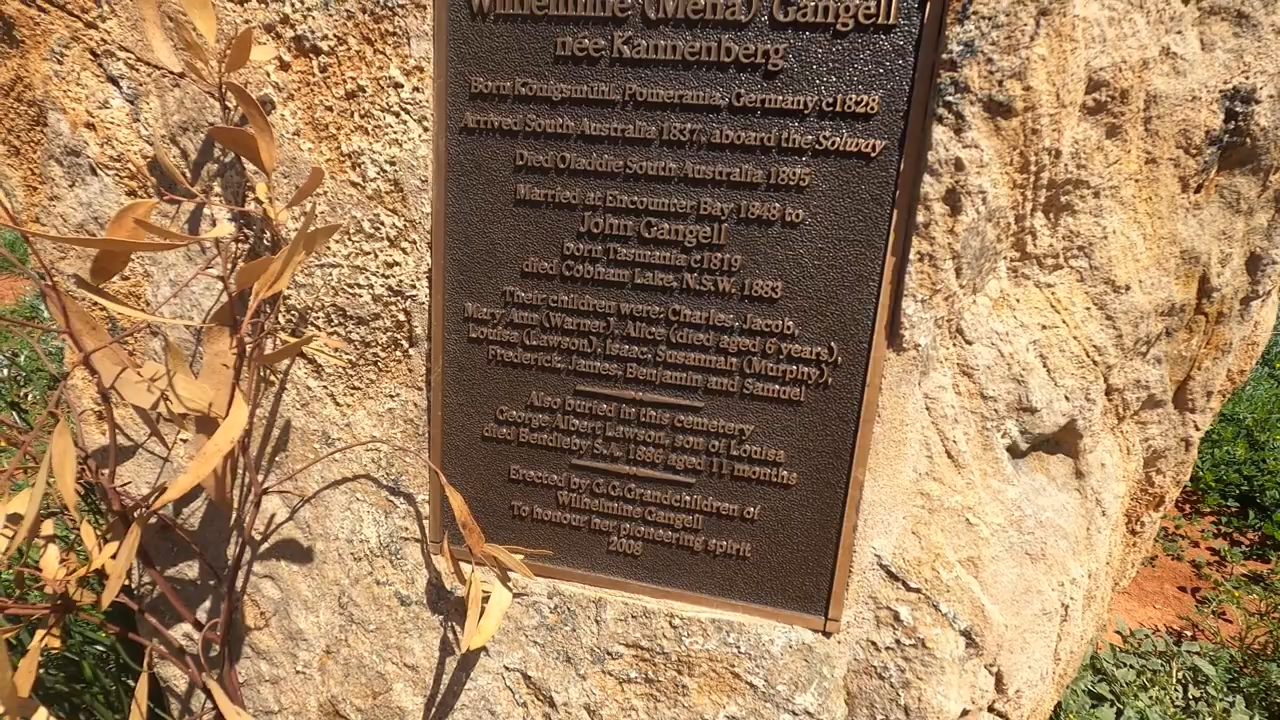 Wilhelmine (Mena) Gangell
née Kannenberg
Born Königsmühl, Pomerania, Germany c1828
Arrived South Australia 1837, aboard the Solway
Died Oladdie South Australia 1895
Married at Encounter Bay 1848 to
John Gangell
born Tasmania c1819
died Cobham Lake, N.S.W. 1883
Their children were; Charles, Jacob,
Mary Ann (Warner), Alice (died aged 6 years),
Louisa (Lawson), Isaac, Susannah (Murphy),
Frederick, James, Benjamin and Samuel
Also buried in this cemetery
George Albert Lawson, son of Louisa
died Bendleby S.A. 1886 aged 11 months
Erected by G.G.Grandchildren of
Wilhelmine Gangell
To honour her pioneering spirit
2008